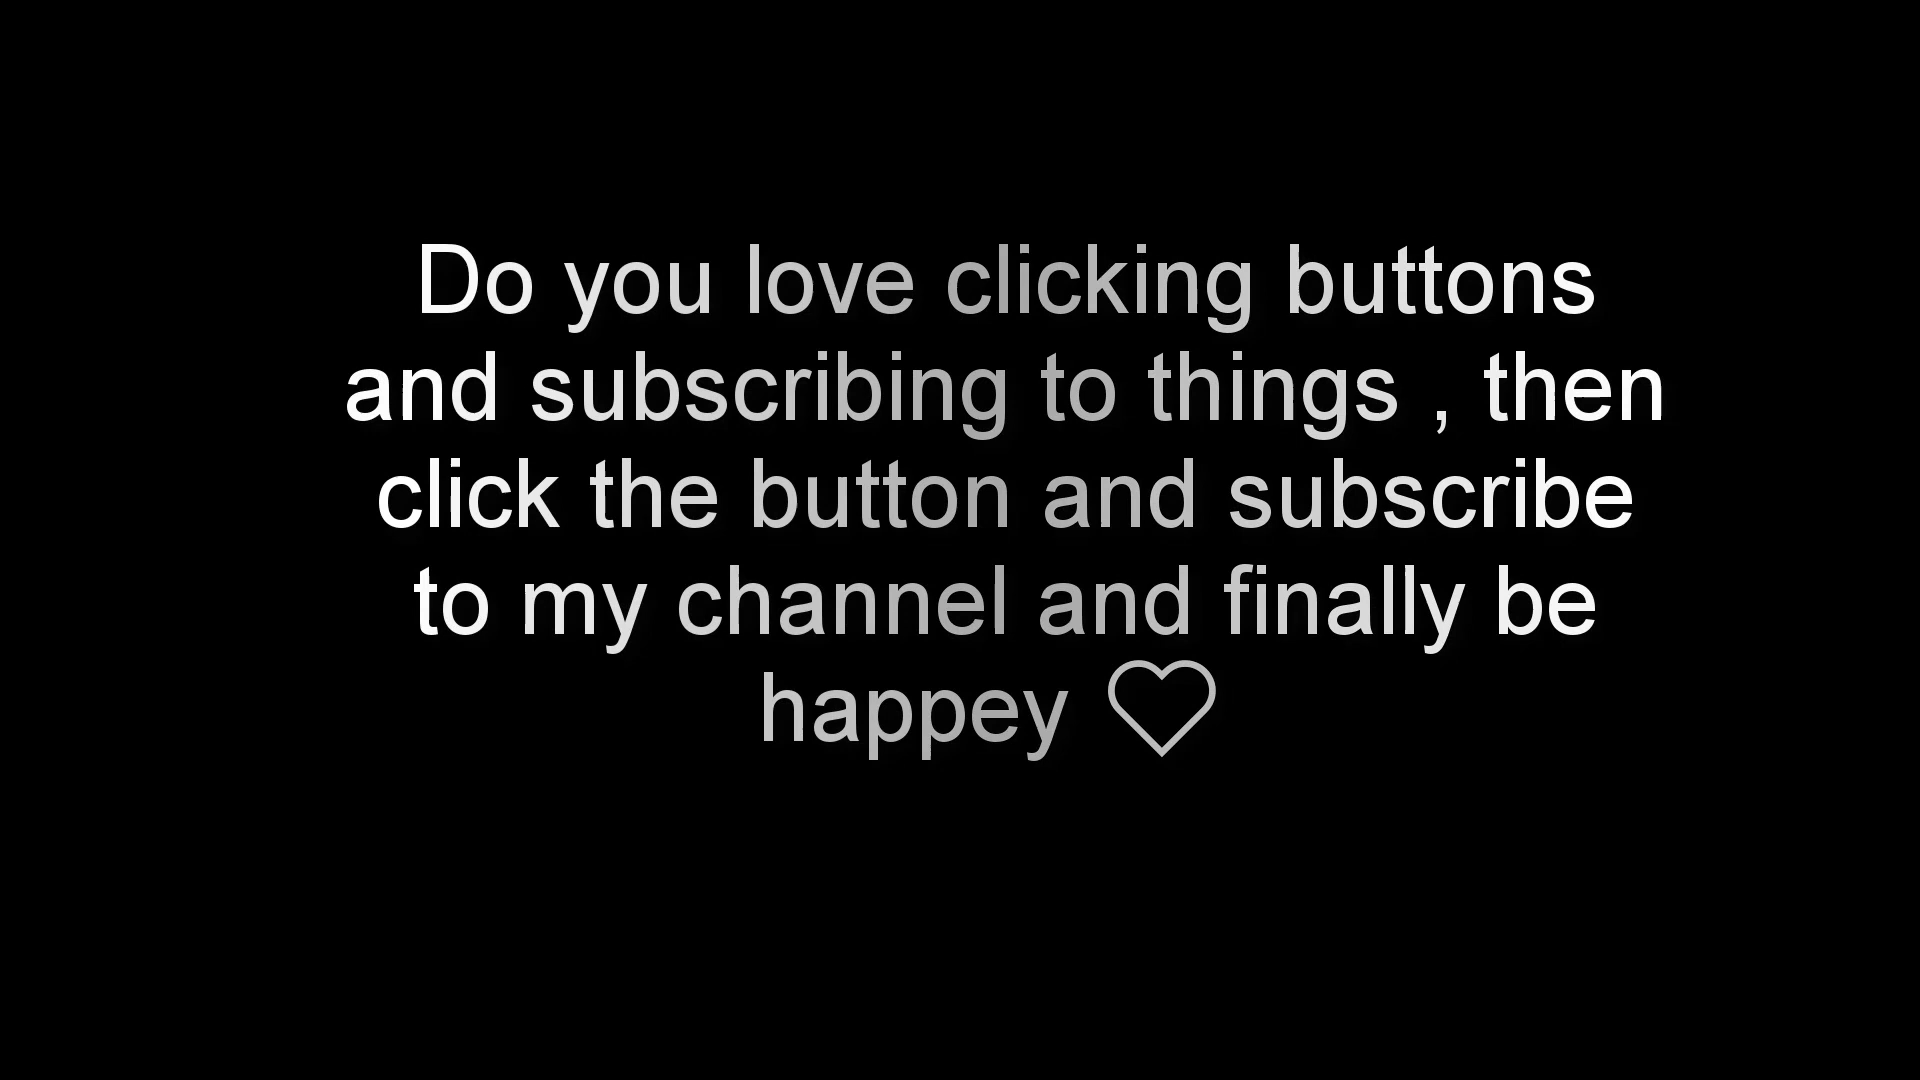 Do you love clicking buttons
and subscribing to things , then
click the button and subscribe
to my channel and finally be
happey ♡